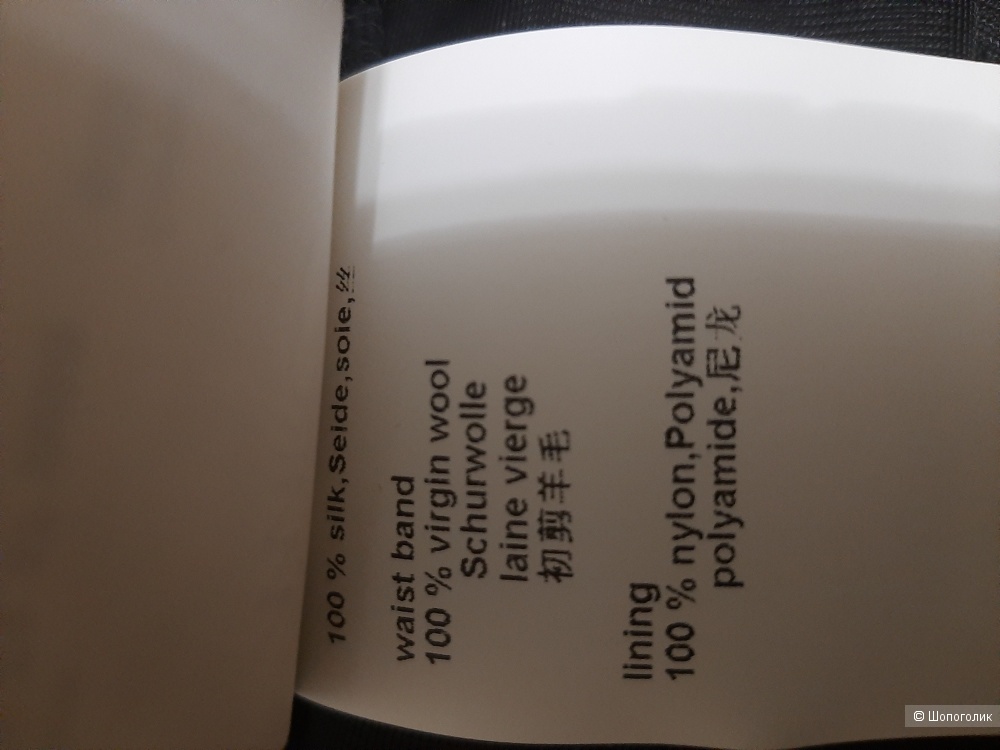 100 % silk,Seide,soie,丝
waist band
100 % virgin wool
Schurwolle
laine vierge
初剪羊毛
lining
100 % nylon,Polyamid
polyamide,尼龙
© Шопоголик